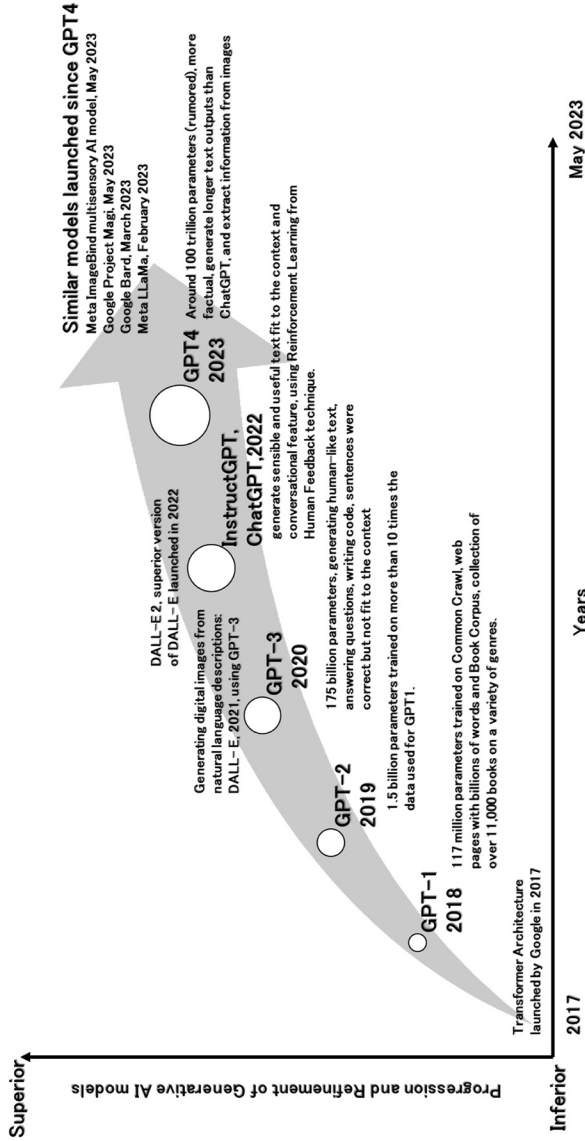 Superior
Progression and Refinement of Generative AI models
Inferior
Similar models launched since GPT4
Meta ImageBind multisensory AI model, May 2023
Google Project Magi, May 2023
Google Bard, March 2023
Meta LLaMa, February 2023
GPT4
2023
Around 100 trillion parameters (rumored), more
factual, generate longer text outputs than
ChatGPT, and extract information from images
DALL-E 2, superior version
of DALL- E launched in 2022
InstructGPT,
ChatGPT,2022
generate sensible and useful text fit to the context and
conversational feature, using Reinforcement Learning from
Human Feedback technique.
Generating digital images from
natural language descriptions:
DALL- E, 2021, using GPT-3
GPT-3
2020
175 billion parameters, generating human-like text,
answering questions, writing code, sentences were
correct but not fit to the context
GPT-2
2019
1.5 billion parameters trained on more than 10 times the
data used for GPT1.
GPT-1
2018
117 million parameters trained on Common Crawl, web
pages with billions of words and Book Corpus, collection of
over 11,000 books on a variety of genres.
Transformer Architecture
launched by Google in 2017
2017
Years
May 2023